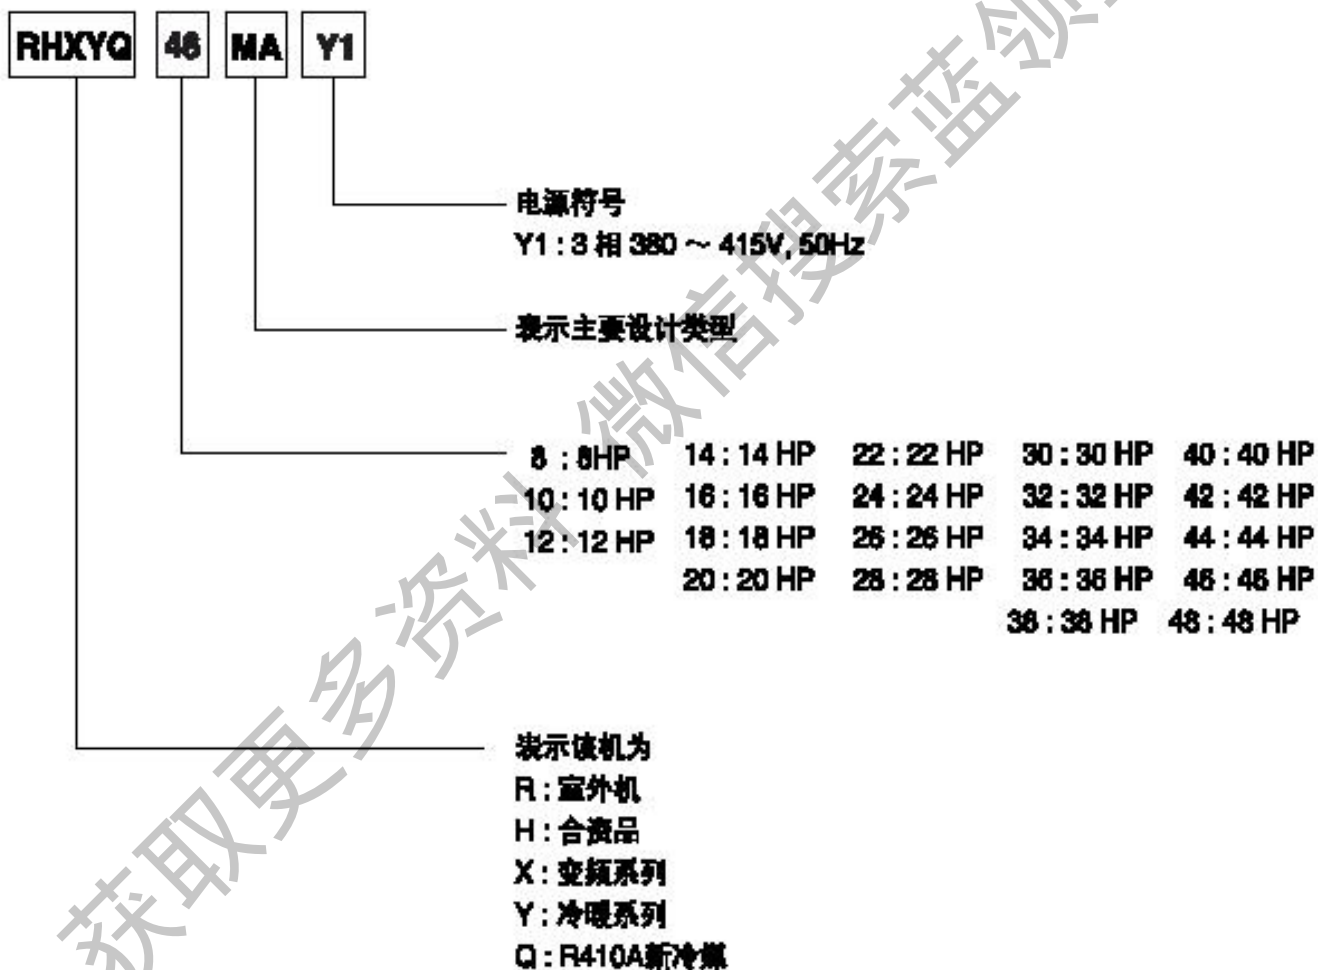 RHXYQ 48 MA Y1
电源符号
Y1 : 3 相 380 ～ 415V, 50Hz
表示主要设计类型
8 : 8HP 14 : 14 HP 22 : 22 HP 30 : 30 HP 40 : 40 HP
10 : 10 HP 16 : 16 HP 24 : 24 HP 32 : 32 HP 42 : 42 HP
12 : 12 HP 18 : 18 HP 26 : 26 HP 34 : 34 HP 44 : 44 HP
20 : 20 HP 28 : 28 HP 36 : 36 HP 46 : 46 HP
38 : 38 HP 48 : 48 HP
表示该机为
R : 室外机
H : 合资品
X : 变频系列
Y : 冷暖系列
Q : R410A新冷媒
获取更多资料 微信搜索蓝领